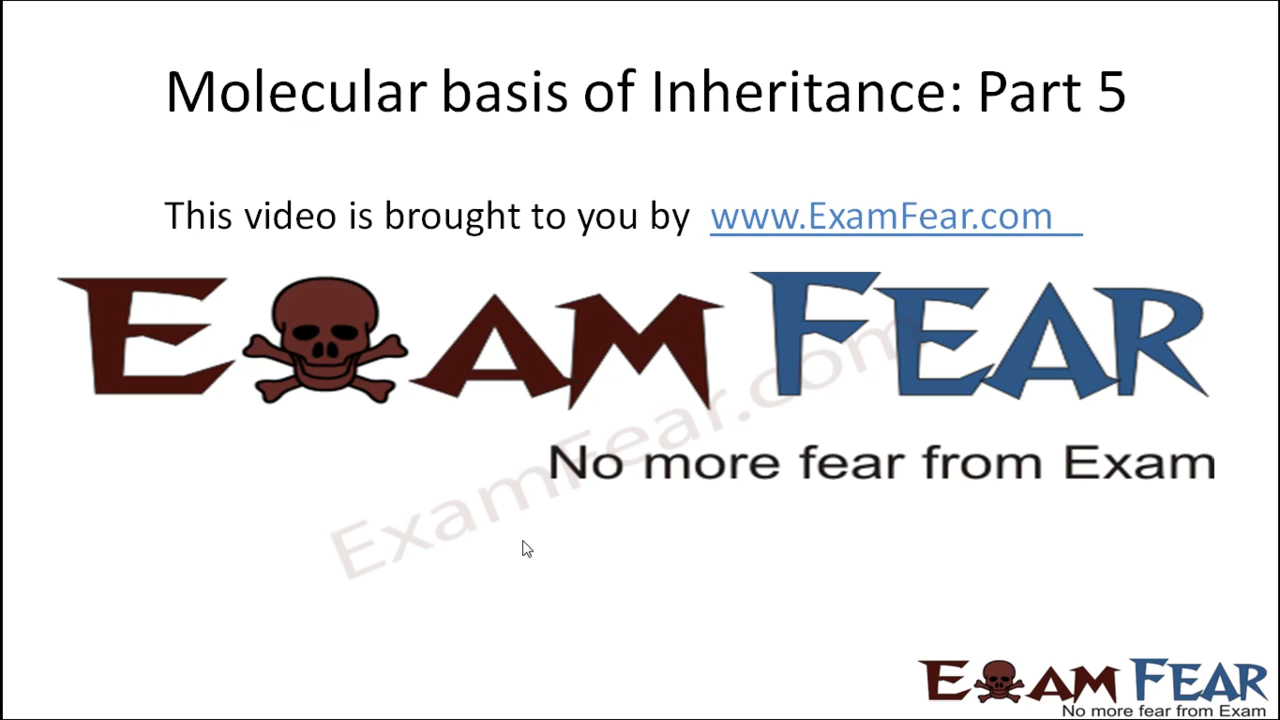 Molecular basis of Inheritance: Part 5
This video is brought to you by www.ExamFear.com
EXAM FEAR
ExamFear.com
No more fear from Exam
EXAM FEAR
No more fear from Exam